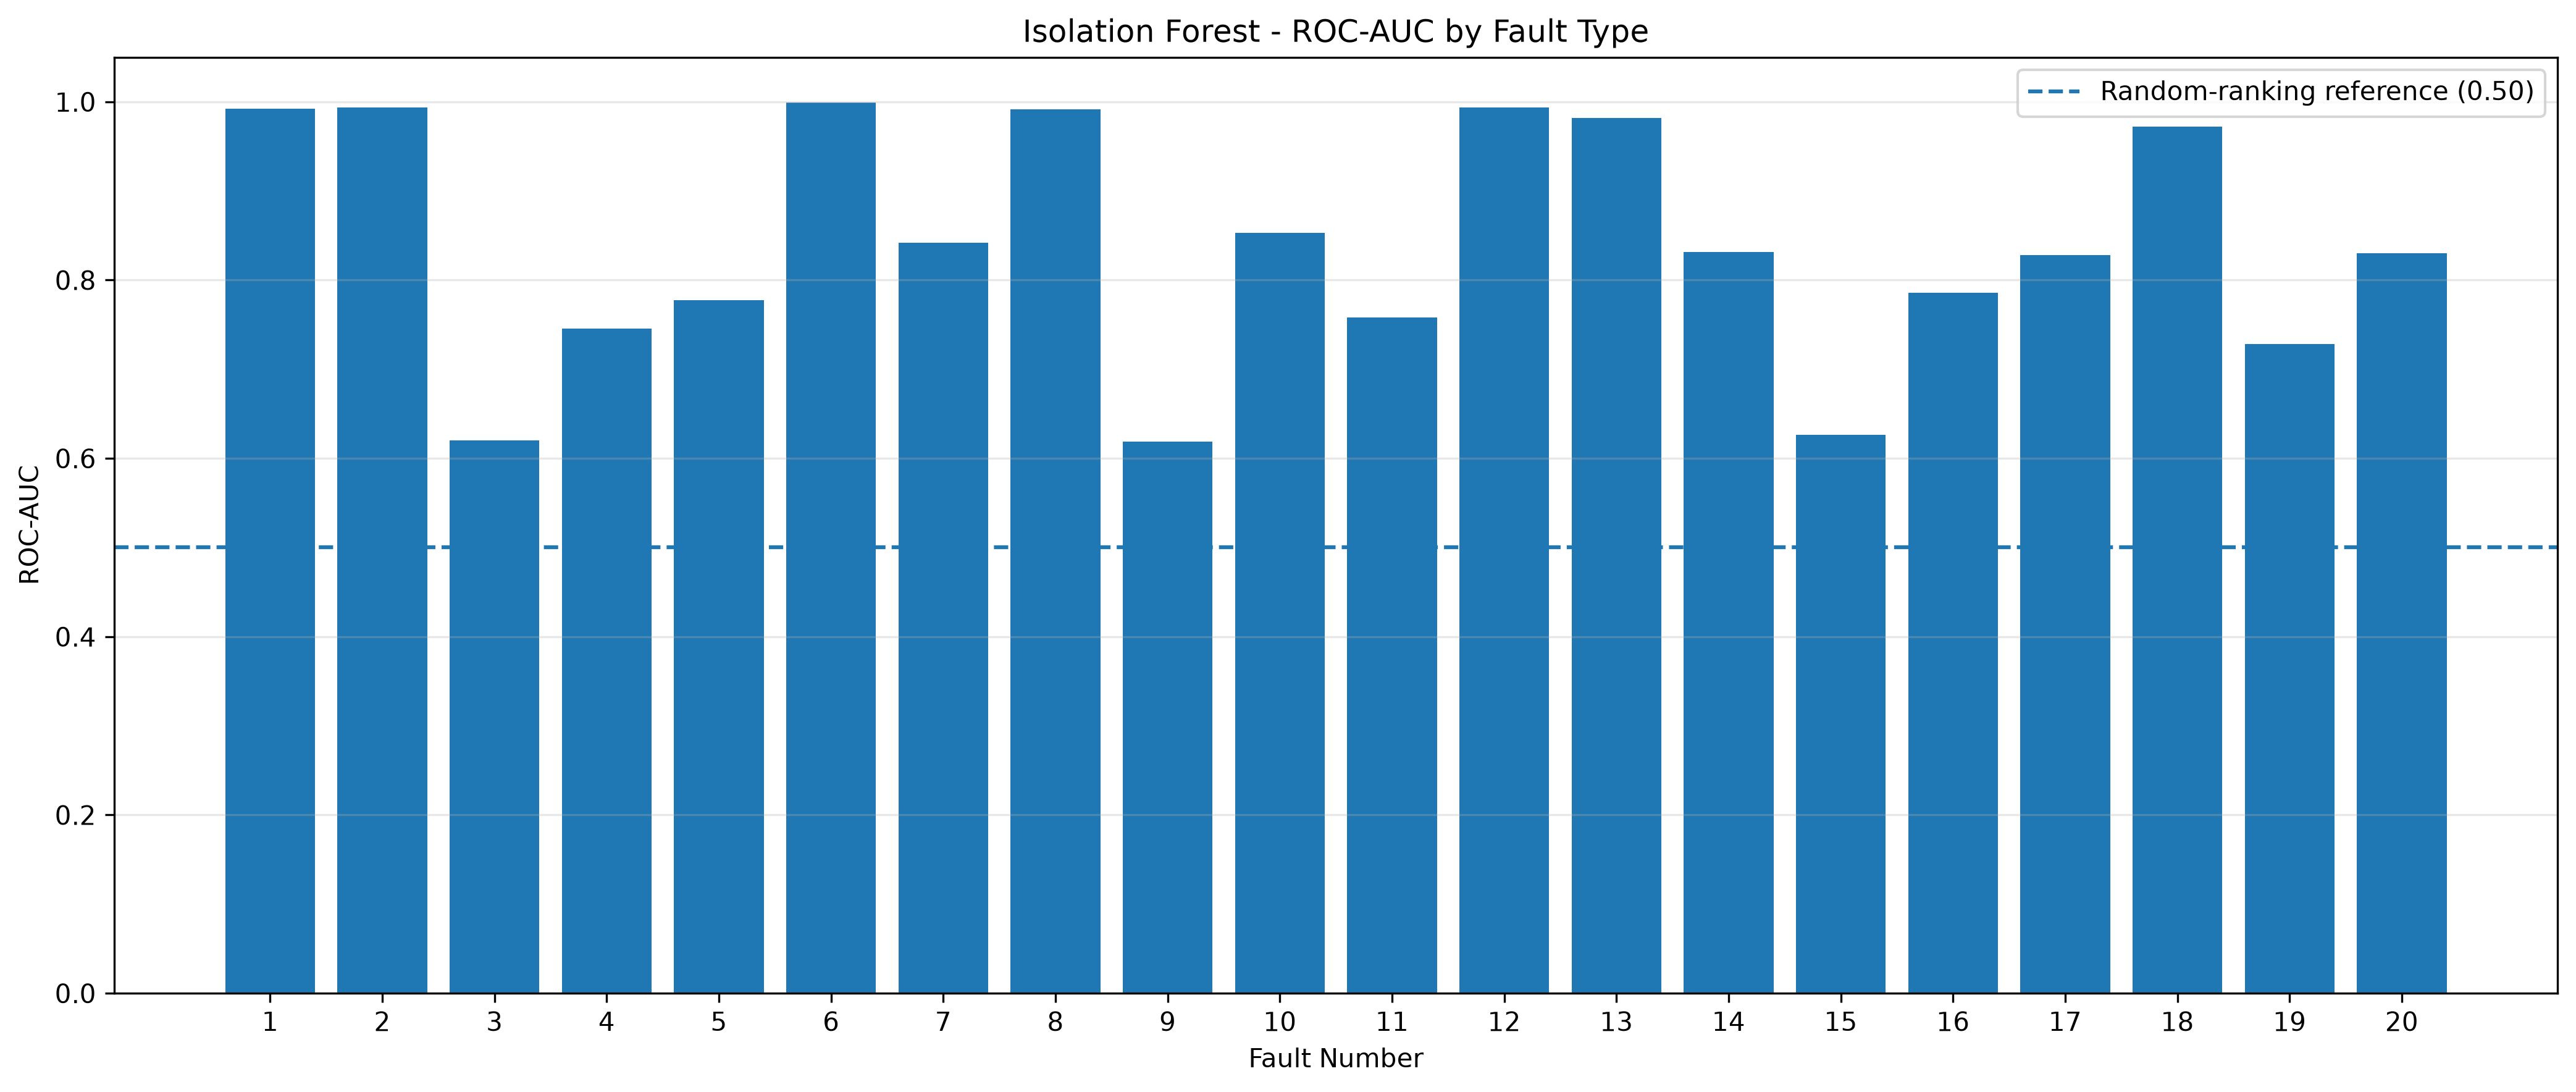 Isolation Forest - ROC-AUC by Fault Type
Random-ranking reference (0.50)
1.0
0.8
0.6
0.4
0.2
0.0
ROC-AUC
1 2 3 4 5 6 7 8 9 10 11 12 13 14 15 16 17 18 19 20
Fault Number